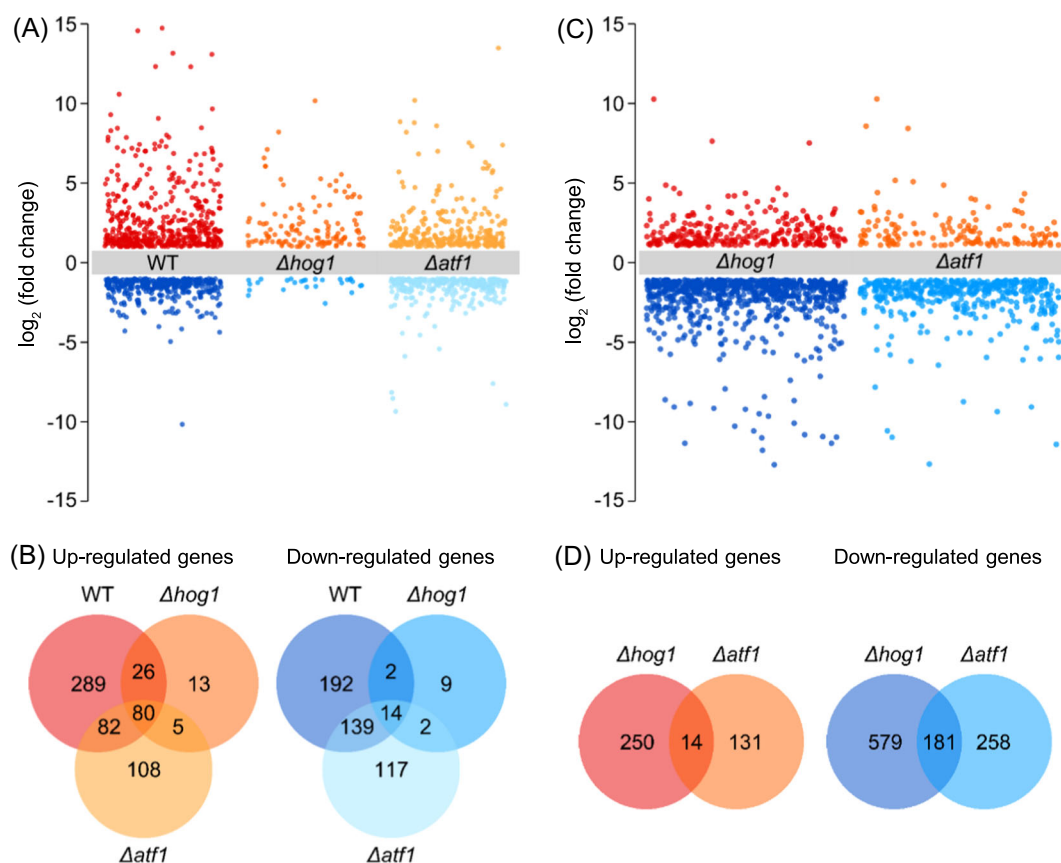 (A)
15
10
5
0
-5
-10
-15
log2 (fold change)
WT
Δhog1
Δatf1
(C)
15
10
5
0
-5
-10
-15
log2 (fold change)
Δhog1
Δatf1
(B)
Up-regulated genes
WT
Δhog1
289
26
13
80
82
5
108
Δatf1
Down-regulated genes
WT
Δhog1
192
2
9
14
139
2
117
Δatf1
(D)
Up-regulated genes
Δhog1
Δatf1
250
14
131
Down-regulated genes
Δhog1
Δatf1
579
181
258